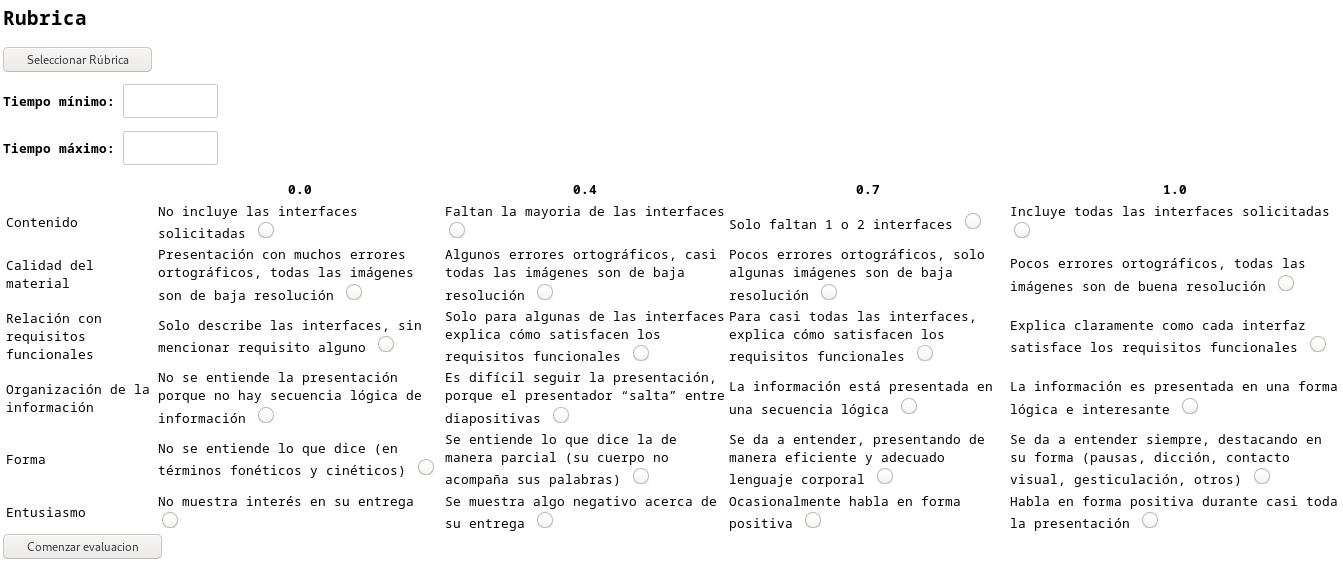 Rubrica
Seleccionar Rúbrica
Tiempo mínimo:
Tiempo máximo:
0.0 0.4 0.7 1.0
Contenido
No incluye las interfaces
solicitadas
Faltan la mayoria de las interfaces
Solo faltan 1 o 2 interfaces
Incluye todas las interfaces solicitadas
Calidad del
material
Presentación con muchos errores
ortográficos, todas las imágenes
son de baja resolución
Algunos errores ortográficos, casi
todas las imágenes son de baja
resolución
Pocos errores ortográficos, solo
algunas imágenes son de baja
resolución
Pocos errores ortográficos, todas las
imágenes son de buena resolución
Relación con
requisitos
funcionales
Solo describe las interfaces, sin
mencionar requisito alguno
Solo para algunas de las interfaces
explica cómo satisfacen los
requisitos funcionales
Para casi todas las interfaces,
explica cómo satisfacen los
requisitos funcionales
Explica claramente como cada interfaz
satisface los requisitos funcionales
Organización de la
información
No se entiende la presentación
porque no hay secuencia lógica de
información
Es difícil seguir la presentación,
porque el presentador “salta” entre
diapositivas
La información está presentada en
una secuencia lógica
La información es presentada en una forma
lógica e interesante
Forma
No se entiende lo que dice (en
términos fonéticos y cinéticos)
Se entiende lo que dice la de
manera parcial (su cuerpo no
acompaña sus palabras)
Se da a entender, presentando de
manera eficiente y adecuado
lenguaje corporal
Se da a entender siempre, destacando en
su forma (pausas, dicción, contacto
visual, gesticulación, otros)
Entusiasmo
No muestra interés en su entrega
Se muestra algo negativo acerca de
su entrega
Ocasionalmente habla en forma
positiva
Habla en forma positiva durante casi toda
la presentación
Comenzar evaluacion